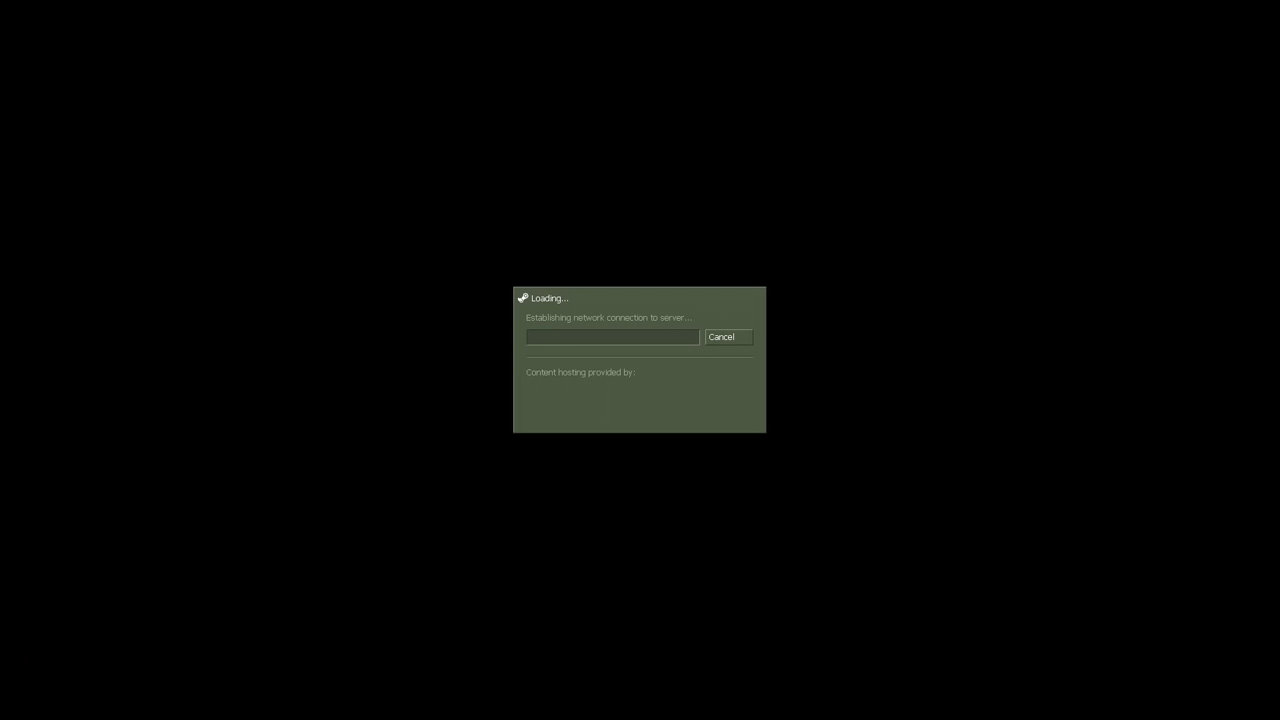 Loading...
Establishing network connection to server...
Cancel
Content hosting provided by: